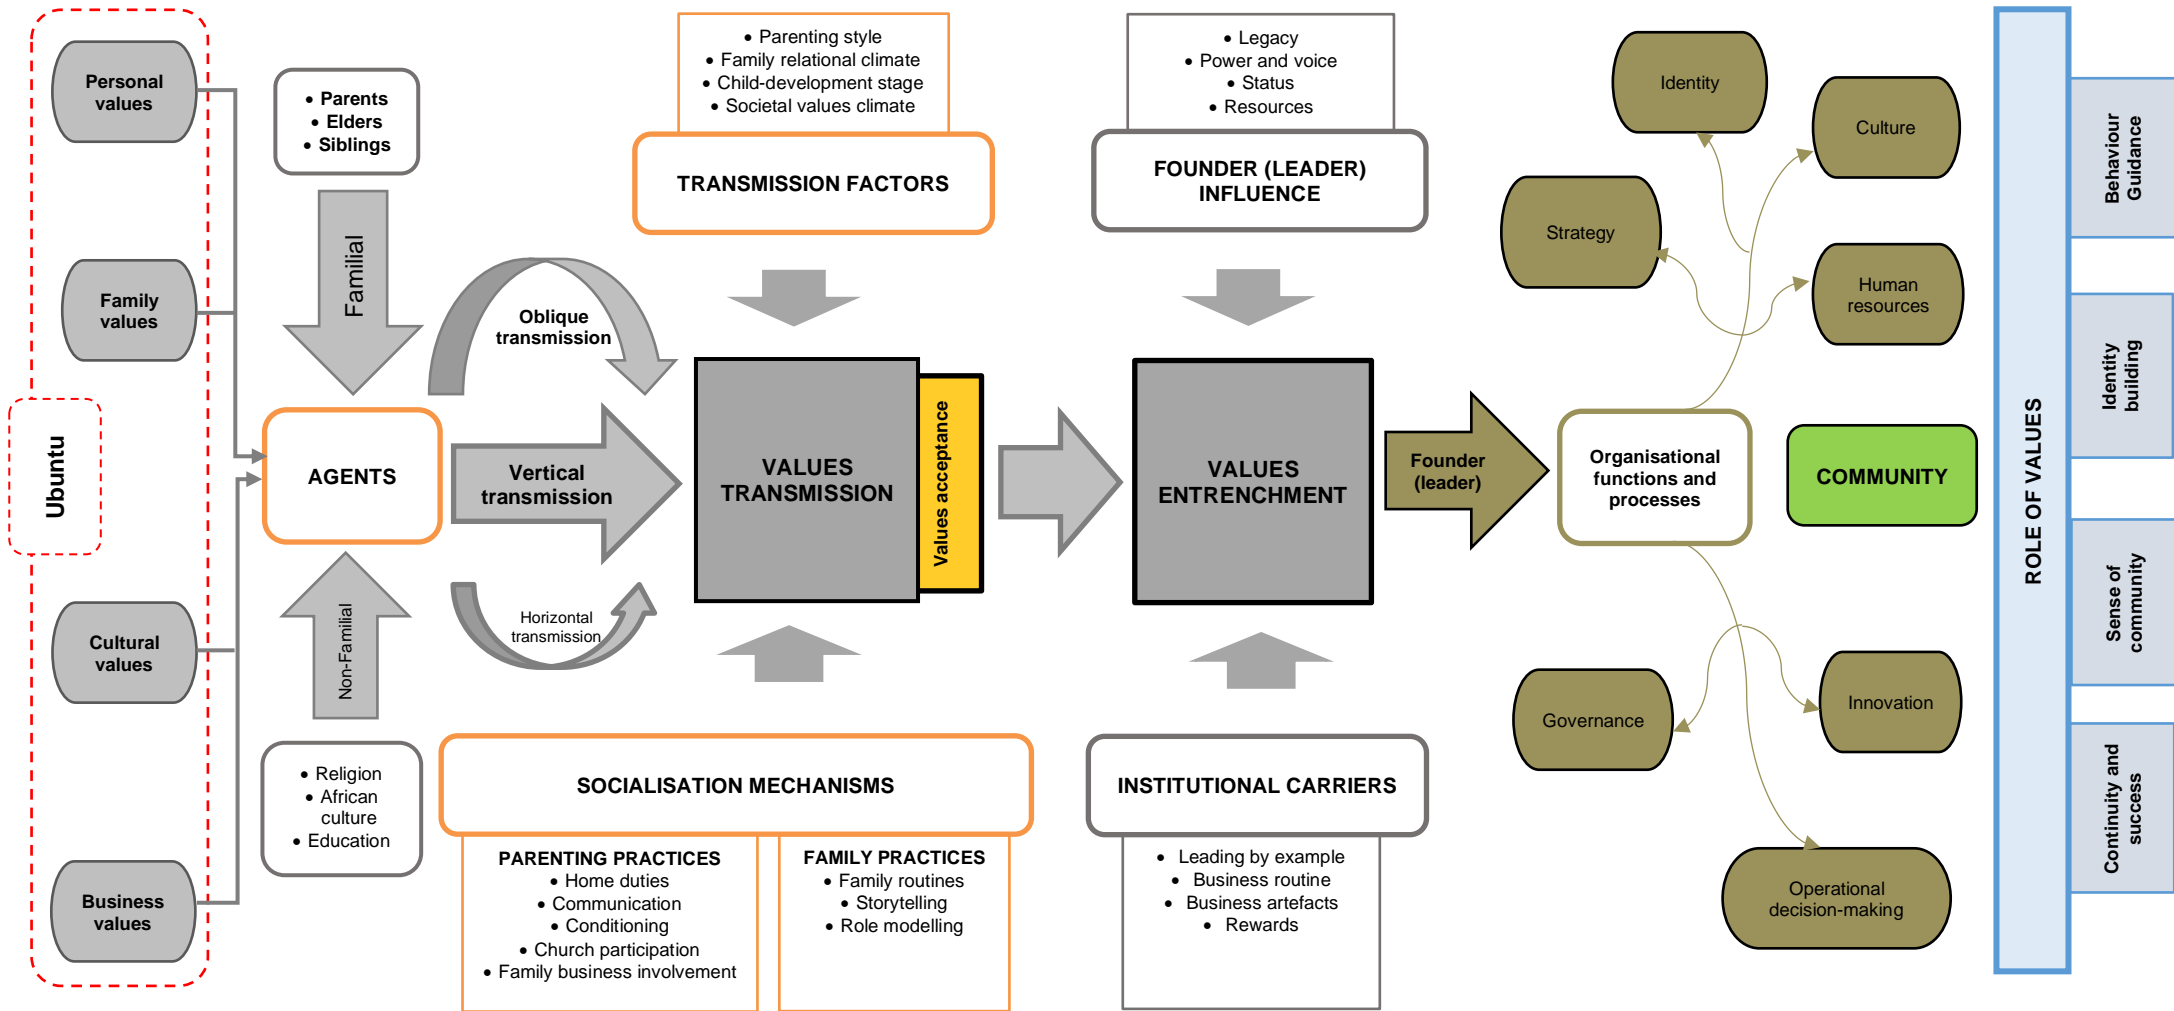 Ubuntu
Personal
values
Family
values
Cultural
values
Business
values
• Parents
• Elders
• Siblings
Familial
AGENTS
Non-Familial
• Religion
• African
culture
• Education
Oblique
transmission
Vertical
transmission
Horizontal
transmission
• Parenting style
• Family relational climate
• Child-development stage
• Societal values climate
TRANSMISSION FACTORS
VALUES
TRANSMISSION
Values acceptance
SOCIALISATION MECHANISMS
PARENTING PRACTICES
• Home duties
• Communication
• Conditioning
• Church participation
• Family business involvement
FAMILY PRACTICES
• Family routines
• Storytelling
• Role modelling
• Legacy
• Power and voice
• Status
• Resources
FOUNDER (LEADER)
INFLUENCE
VALUES
ENTRENCHMENT
INSTITUTIONAL CARRIERS
• Leading by example
• Business routine
• Business artefacts
• Rewards
Founder
(leader)
Organisational
functions and
processes
Identity
Culture
Strategy
Human
resources
COMMUNITY
Governance
Innovation
Operational
decision-making
ROLE OF VALUES
Behaviour
Guidance
Identity
building
Sense of
community
Continuity and
success